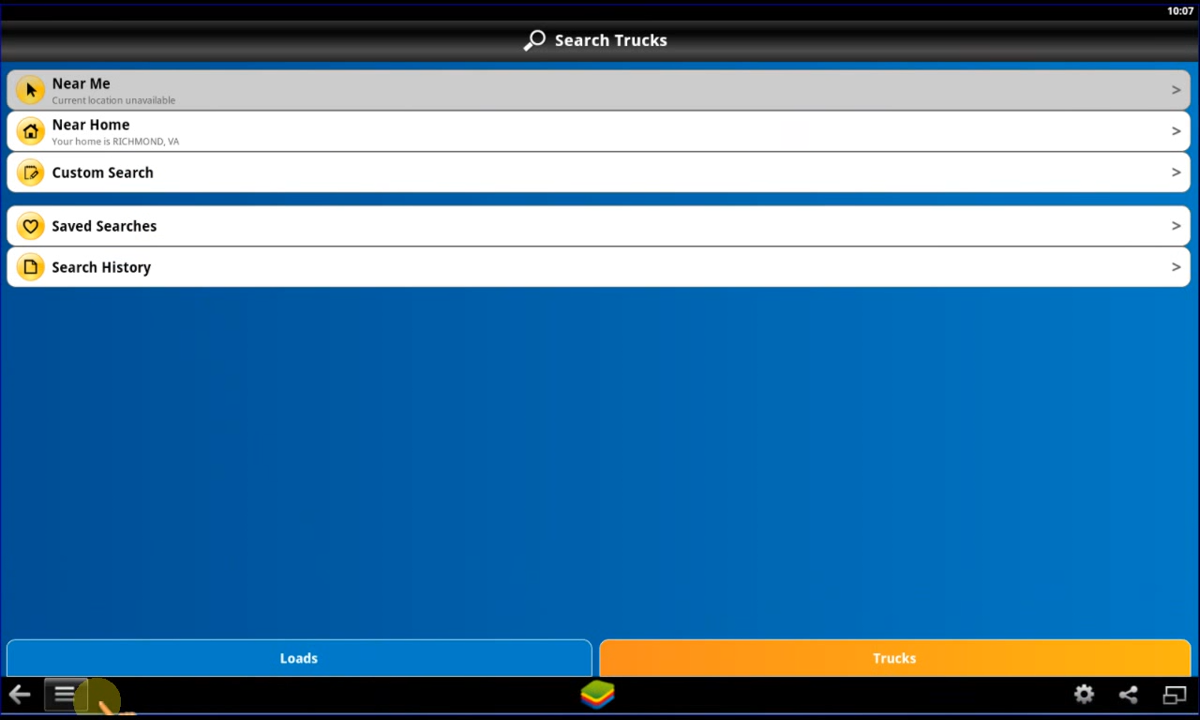 10:07
Search Trucks
Near Me
Current location unavailable
>
Near Home
Your home is RICHMOND, VA
>
Custom Search
>
Saved Searches
>
Search History
>
Loads
Trucks